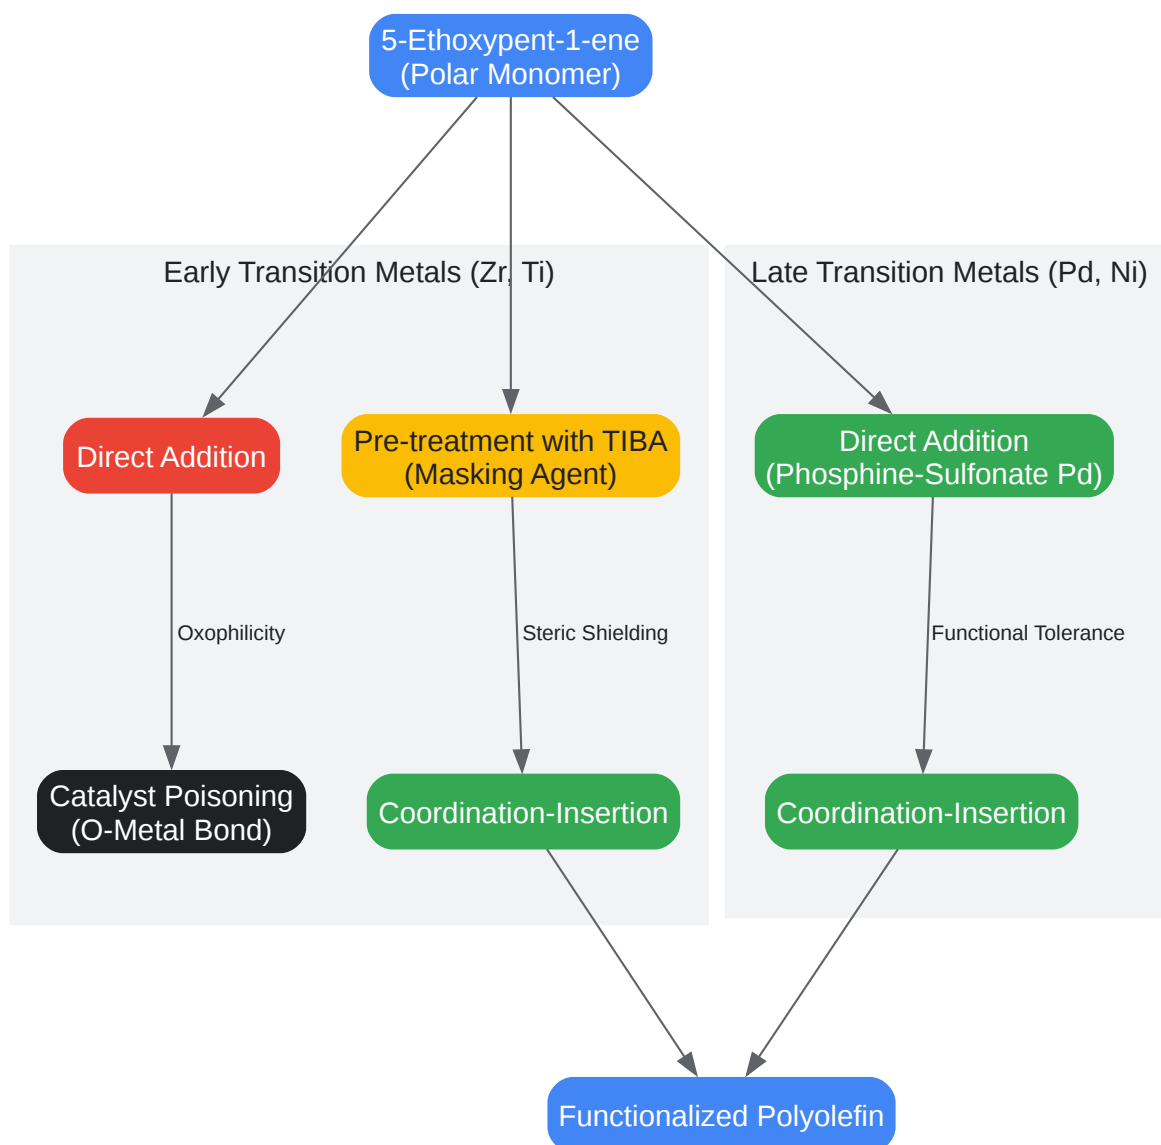 5-Ethoxypent-1-ene
(Polar Monomer)
Early Transition Metals (Zr, Ti)
Late Transition Metals (Pd, Ni)
Direct Addition
Pre-treatment with TIBA
(Masking Agent)
Direct Addition
(Phosphine-Sulfonate Pd)
Oxophilicity
Steric Shielding
Functional Tolerance
Catalyst Poisoning
(O-Metal Bond)
Coordination-Insertion
Coordination-Insertion
Functionalized Polyolefin